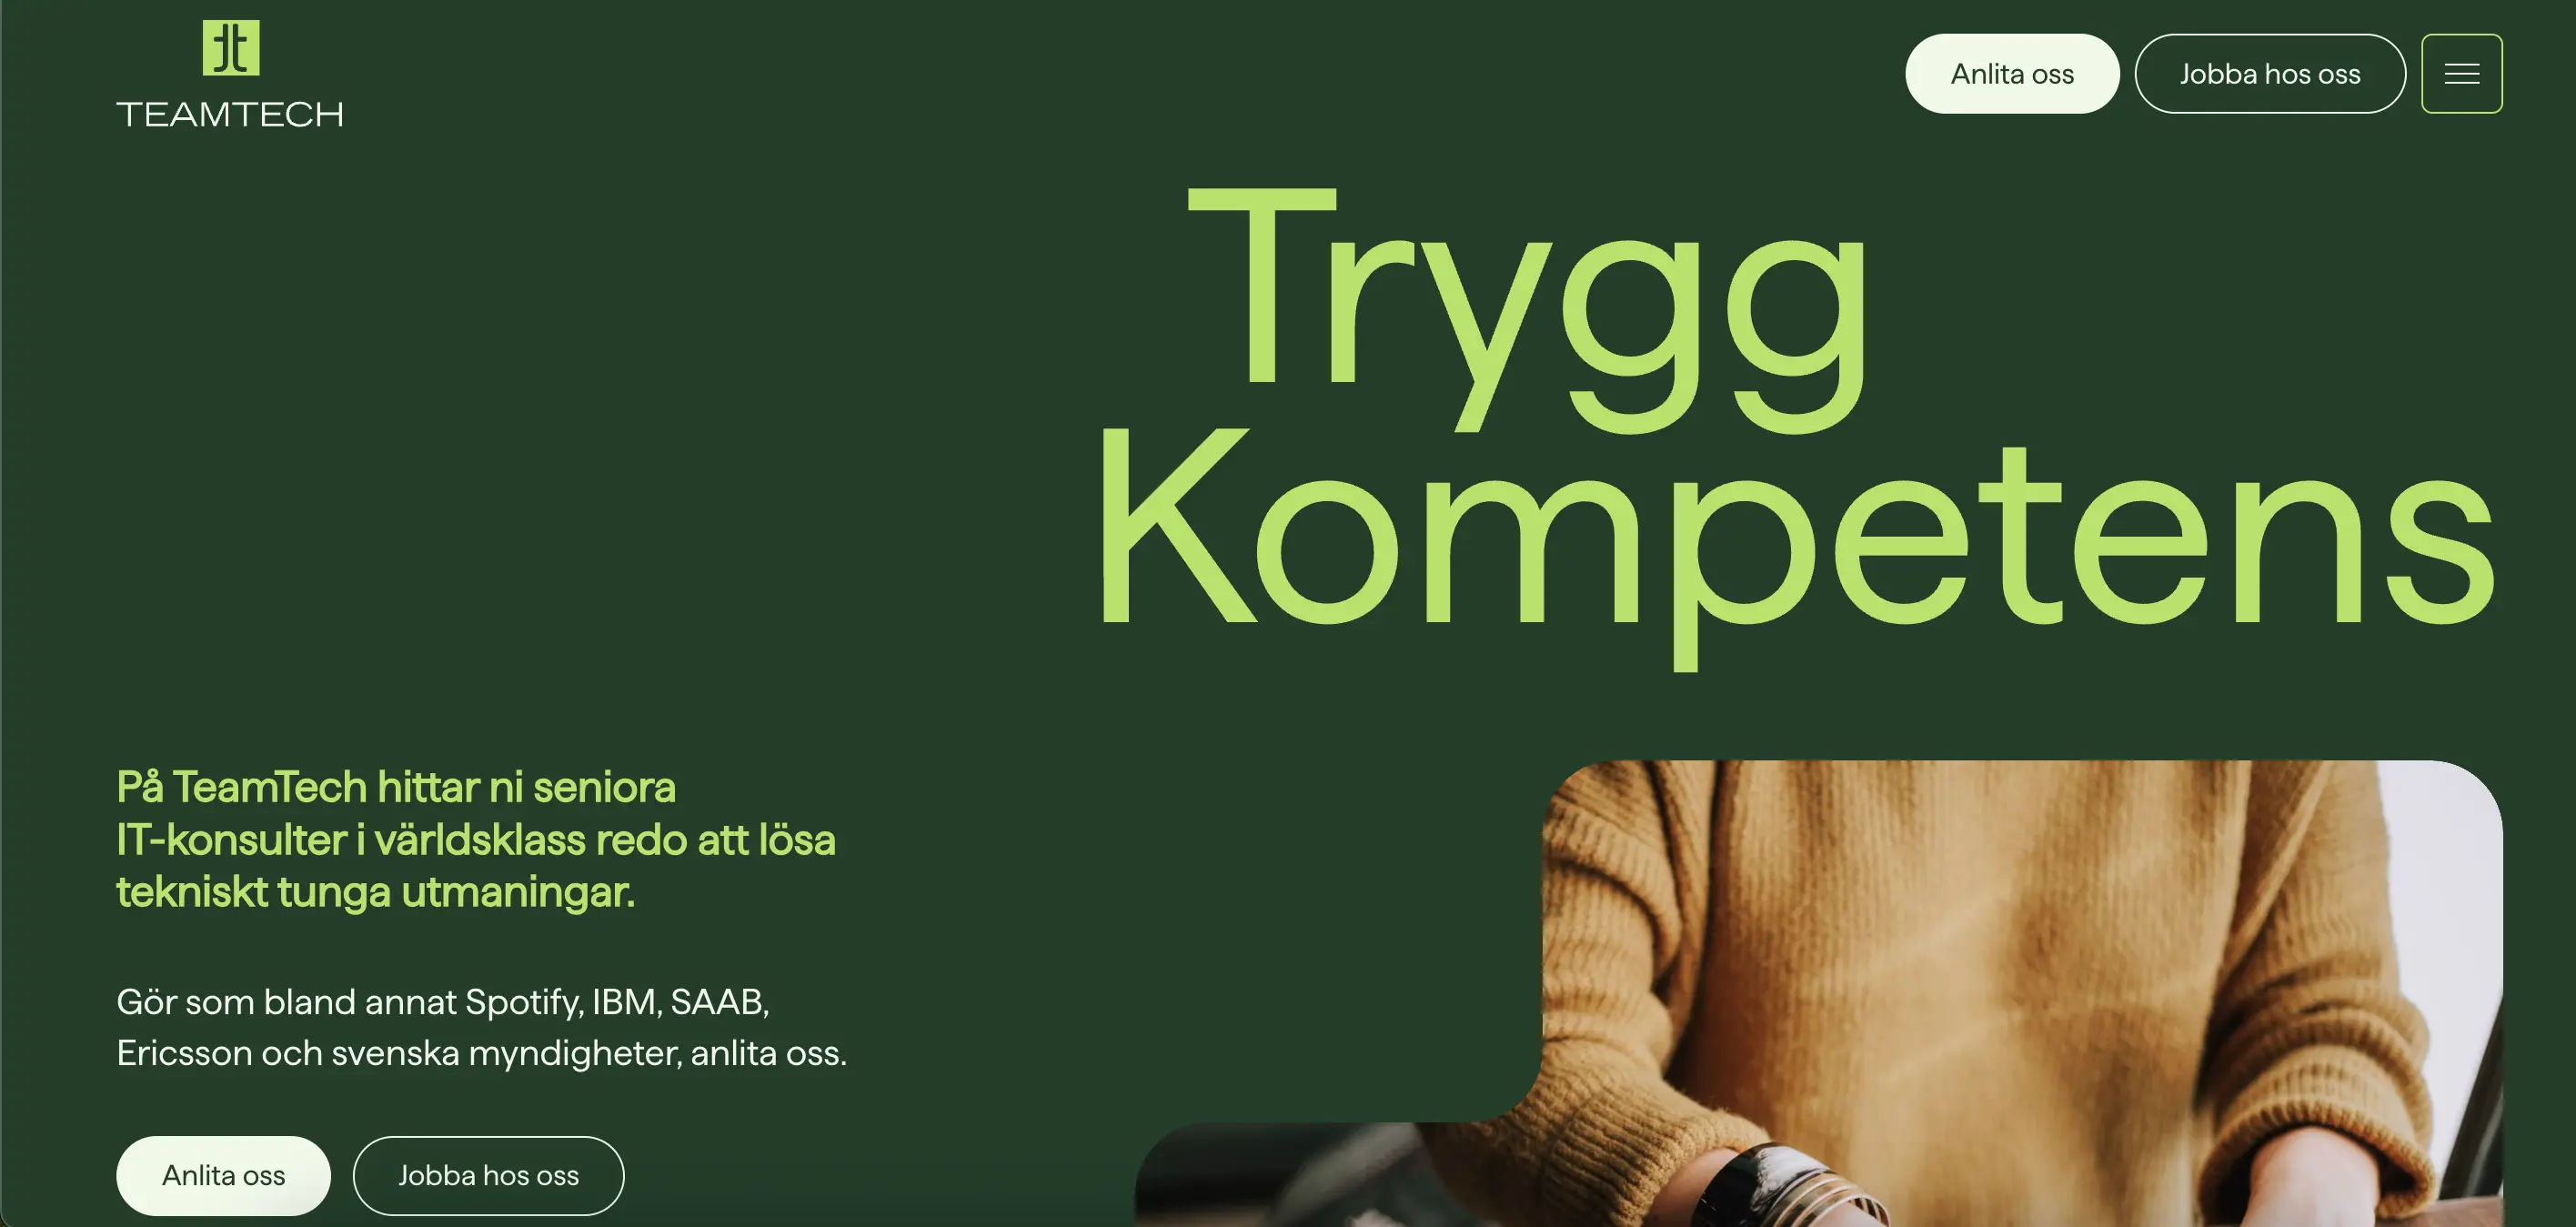 TEAMTECH
Anlita oss
Jobba hos oss
Trygg
Kompetens
På TeamTech hittar ni seniora
IT-konsulter i världsklass redo att lösa
tekniskt tunga utmaningar.
Gör som bland annat Spotify, IBM, SAAB,
Ericsson och svenska myndigheter, anlita oss.
Anlita oss
Jobba hos oss